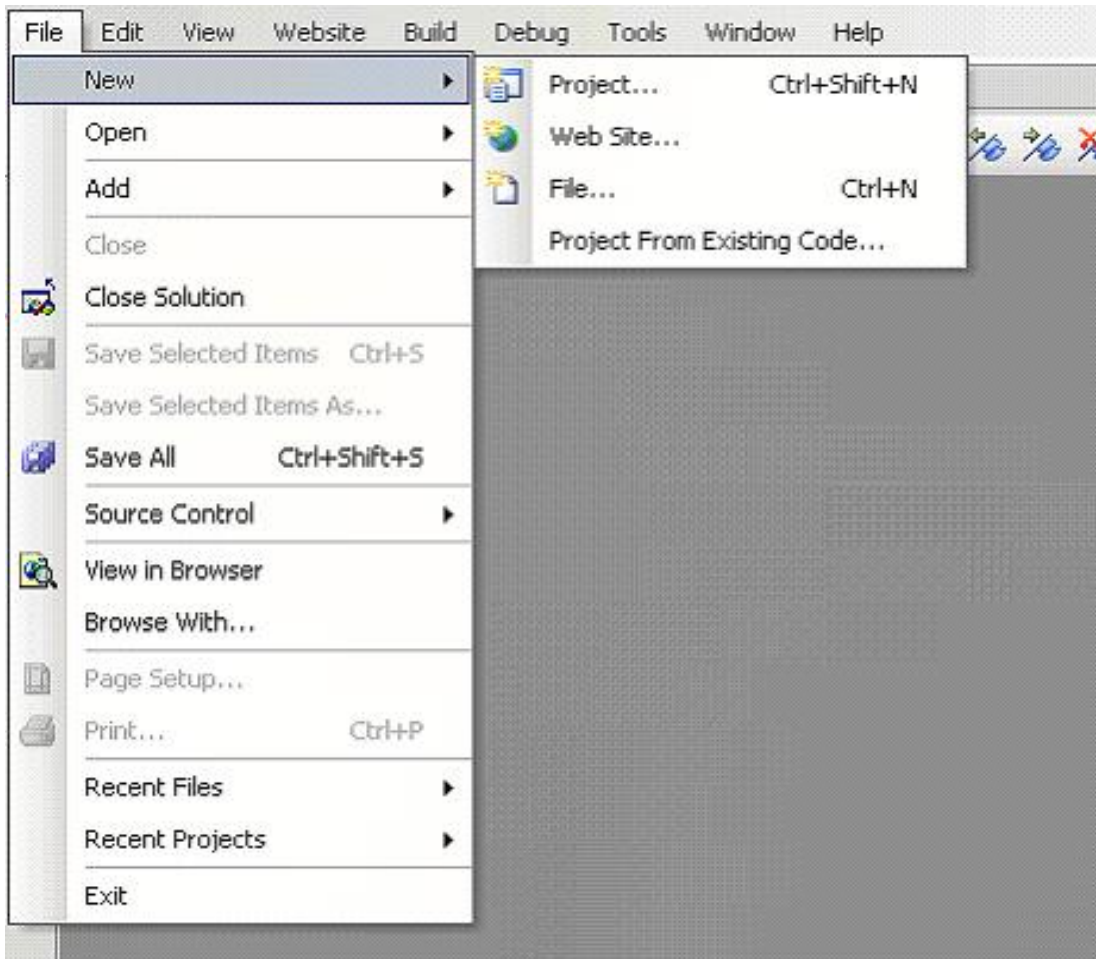 File Edit View Website Build Debug Tools Window Help
New
Open
Add
Close
Close Solution
Save Selected Items Ctrl+S
Save Selected Items As...
Save All Ctrl+Shift+S
Source Control
View in Browser
Browse With...
Page Setup...
Print... Ctrl+P
Recent Files
Recent Projects
Exit
Project... Ctrl+Shift+N
Web Site...
File... Ctrl+N
Project From Existing Code...